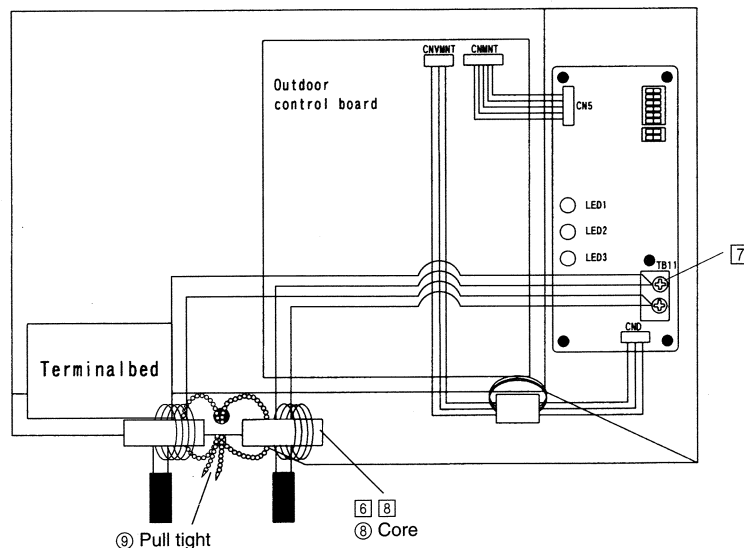 CNVMNT CNMNT
Outdoor
control board
CN5
LED1
LED2
LED3
7
TB11
CND
Terminalbed
6 8
⑧ Core
⑨ Pull tight